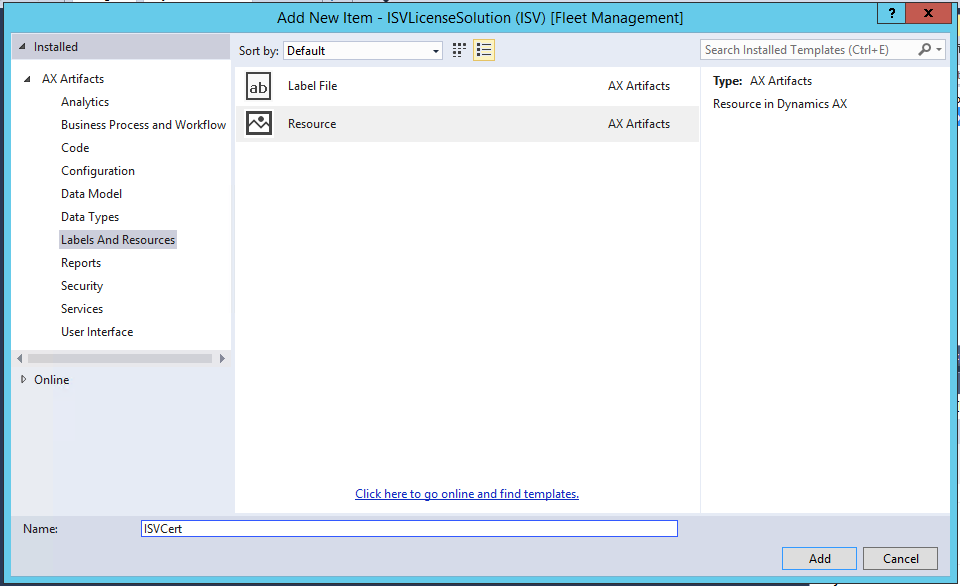 Add New Item - ISVLicenseSolution (ISV) [Fleet Management]
? x
Installed
Sort by: Default
Search Installed Templates (Ctrl+E)
AX Artifacts
Analytics
Business Process and Workflow
Code
Configuration
Data Model
Data Types
Labels And Resources
Reports
Security
Services
User Interface
Online
ab Label File AX Artifacts
Resource AX Artifacts
Type: AX Artifacts
Resource in Dynamics AX
Click here to go online and find templates.
Name: ISVCert
Add Cancel